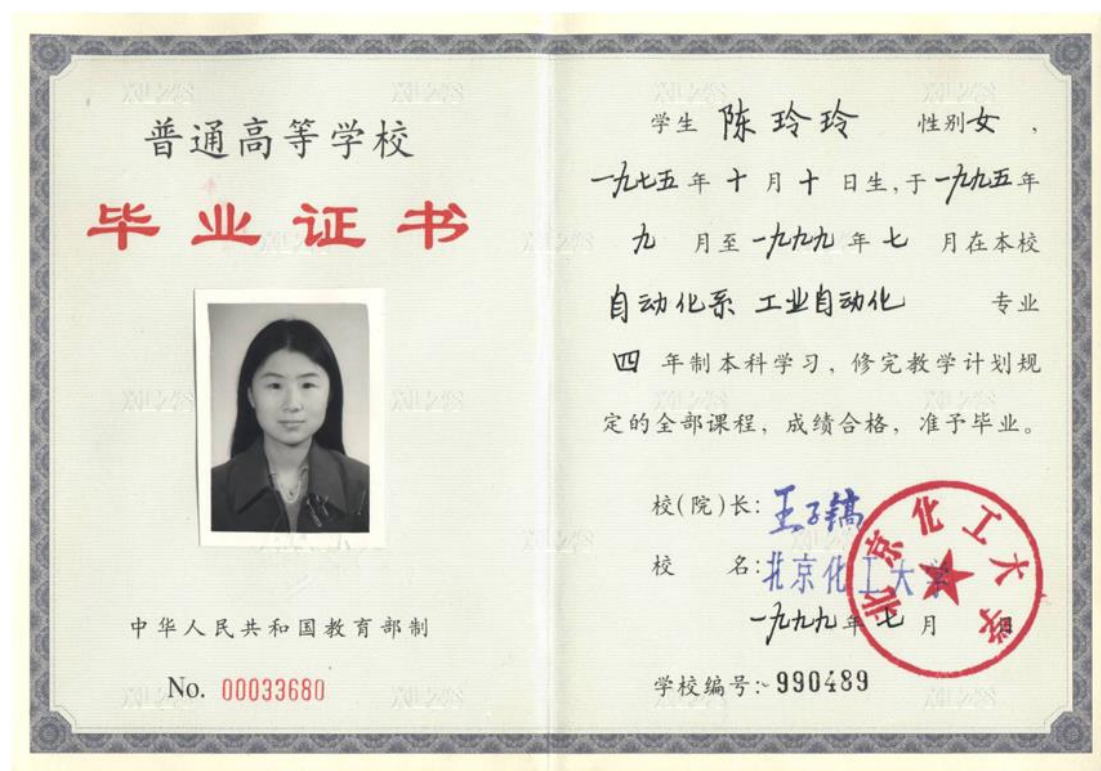 普通高等学校
毕业证书
中华人民共和国教育部制
No. 00033680
学生 陈玲玲 性别女，
一九七五年十月十日生,于一九九五年
九月至一九九九年七月在本校
自动化系 工业自动化 专业
四年制本科学习，修完教学计划规
定的全部课程，成绩合格，准予毕业。
校(院)长: 王子镐
校 名: 北京化工大学
北京化工大学
一九九九年七月 日
学校编号: 990489